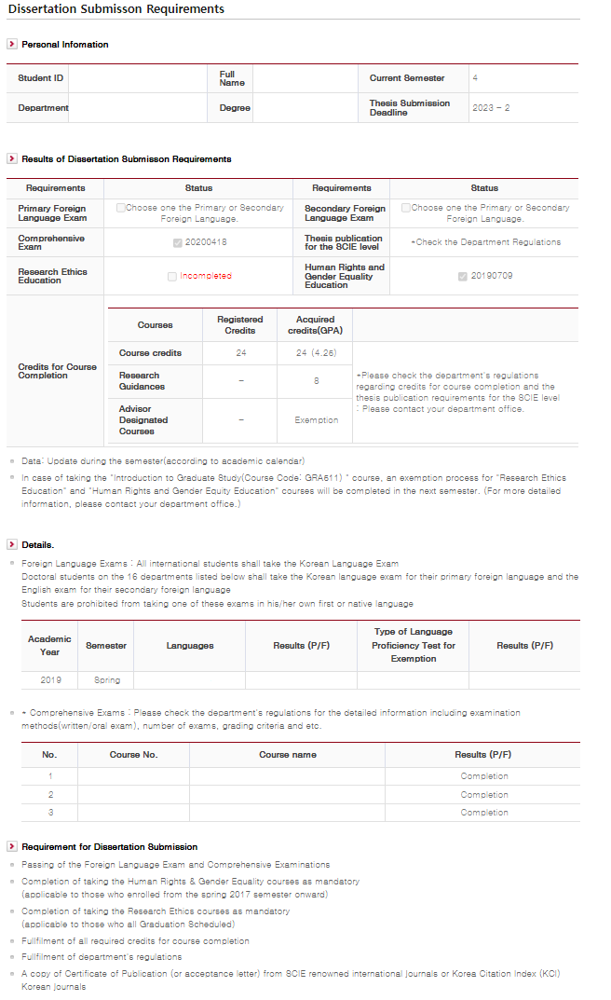 Dissertation Submisson Requirements
Personal Infomation
Student ID Full Name Current Semester 4
Department Degree Thesis Submission Deadline 2023 - 2
Results of Dissertation Submisson Requirements
Requirements Status Requirements Status
Primary Foreign Language Exam Choose one the Primary or Secondary Foreign Language. Secondary Foreign Language Exam Choose one the Primary or Secondary Foreign Language.
Comprehensive Exam 20200418 Thesis publication for the SCIE level *Check the Department Regulations
Research Ethics Education Incompleted Human Rights and Gender Equality Education 20190709
Credits for Course Completion
Courses Registered Credits Acquired credits(GPA)
Course credits 24 24 (4.26)
Research Guidances - 8
Advisor Designated Courses - Exemption
*Please check the department's regulations
regarding credits for course completion and the
thesis publication requirements for the SCIE level
: Please contact your department office.
Data: Update during the semester(according to academic calendar)
In case of taking the "Introduction to Graduate Study(Course Code: GRA611) " course, an exemption process for "Research Ethics
Education" and "Human Rights and Gender Equity Education" courses will be completed in the next semester. (For more detailed
information, please contact your department office.)
Details.
Foreign Language Exams : All international students shall take the Korean Language Exam
Doctoral students on the 16 departments listed below shall take the Korean language exam for their primary foreign language and the
English exam for their secondary foreign language
Students are prohibited from taking one of these exams in his/her own first or native language
Academic Year Semester Languages Results (P/F) Type of Language Proficiency Test for Exemption Results (P/F)
2019 Spring
* Comprehensive Exams : Please check the department's regulations for the detailed information including examination
methods(written/oral exam), number of exams, grading criteria and etc.
No. Course No. Course name Results (P/F)
1 Completion
2 Completion
3 Completion
Requirement for Dissertation Submission
Passing of the Foreign Language Exam and Comprehensive Examinations
Completion of taking the Human Rights & Gender Equality courses as mandatory
(applicable to those who enrolled from the spring 2017 semester onward)
Completion of taking the Research Ethics courses as mandatory
(applicable to those who all Graduation Scheduled)
Fullfilment of all required credits for course completion
Fullfilment of department's regulations
A copy of Certificate of Publication (or acceptance letter) from SCIE renowned international journals or Korea Citation Index (KCI)
Korean journals